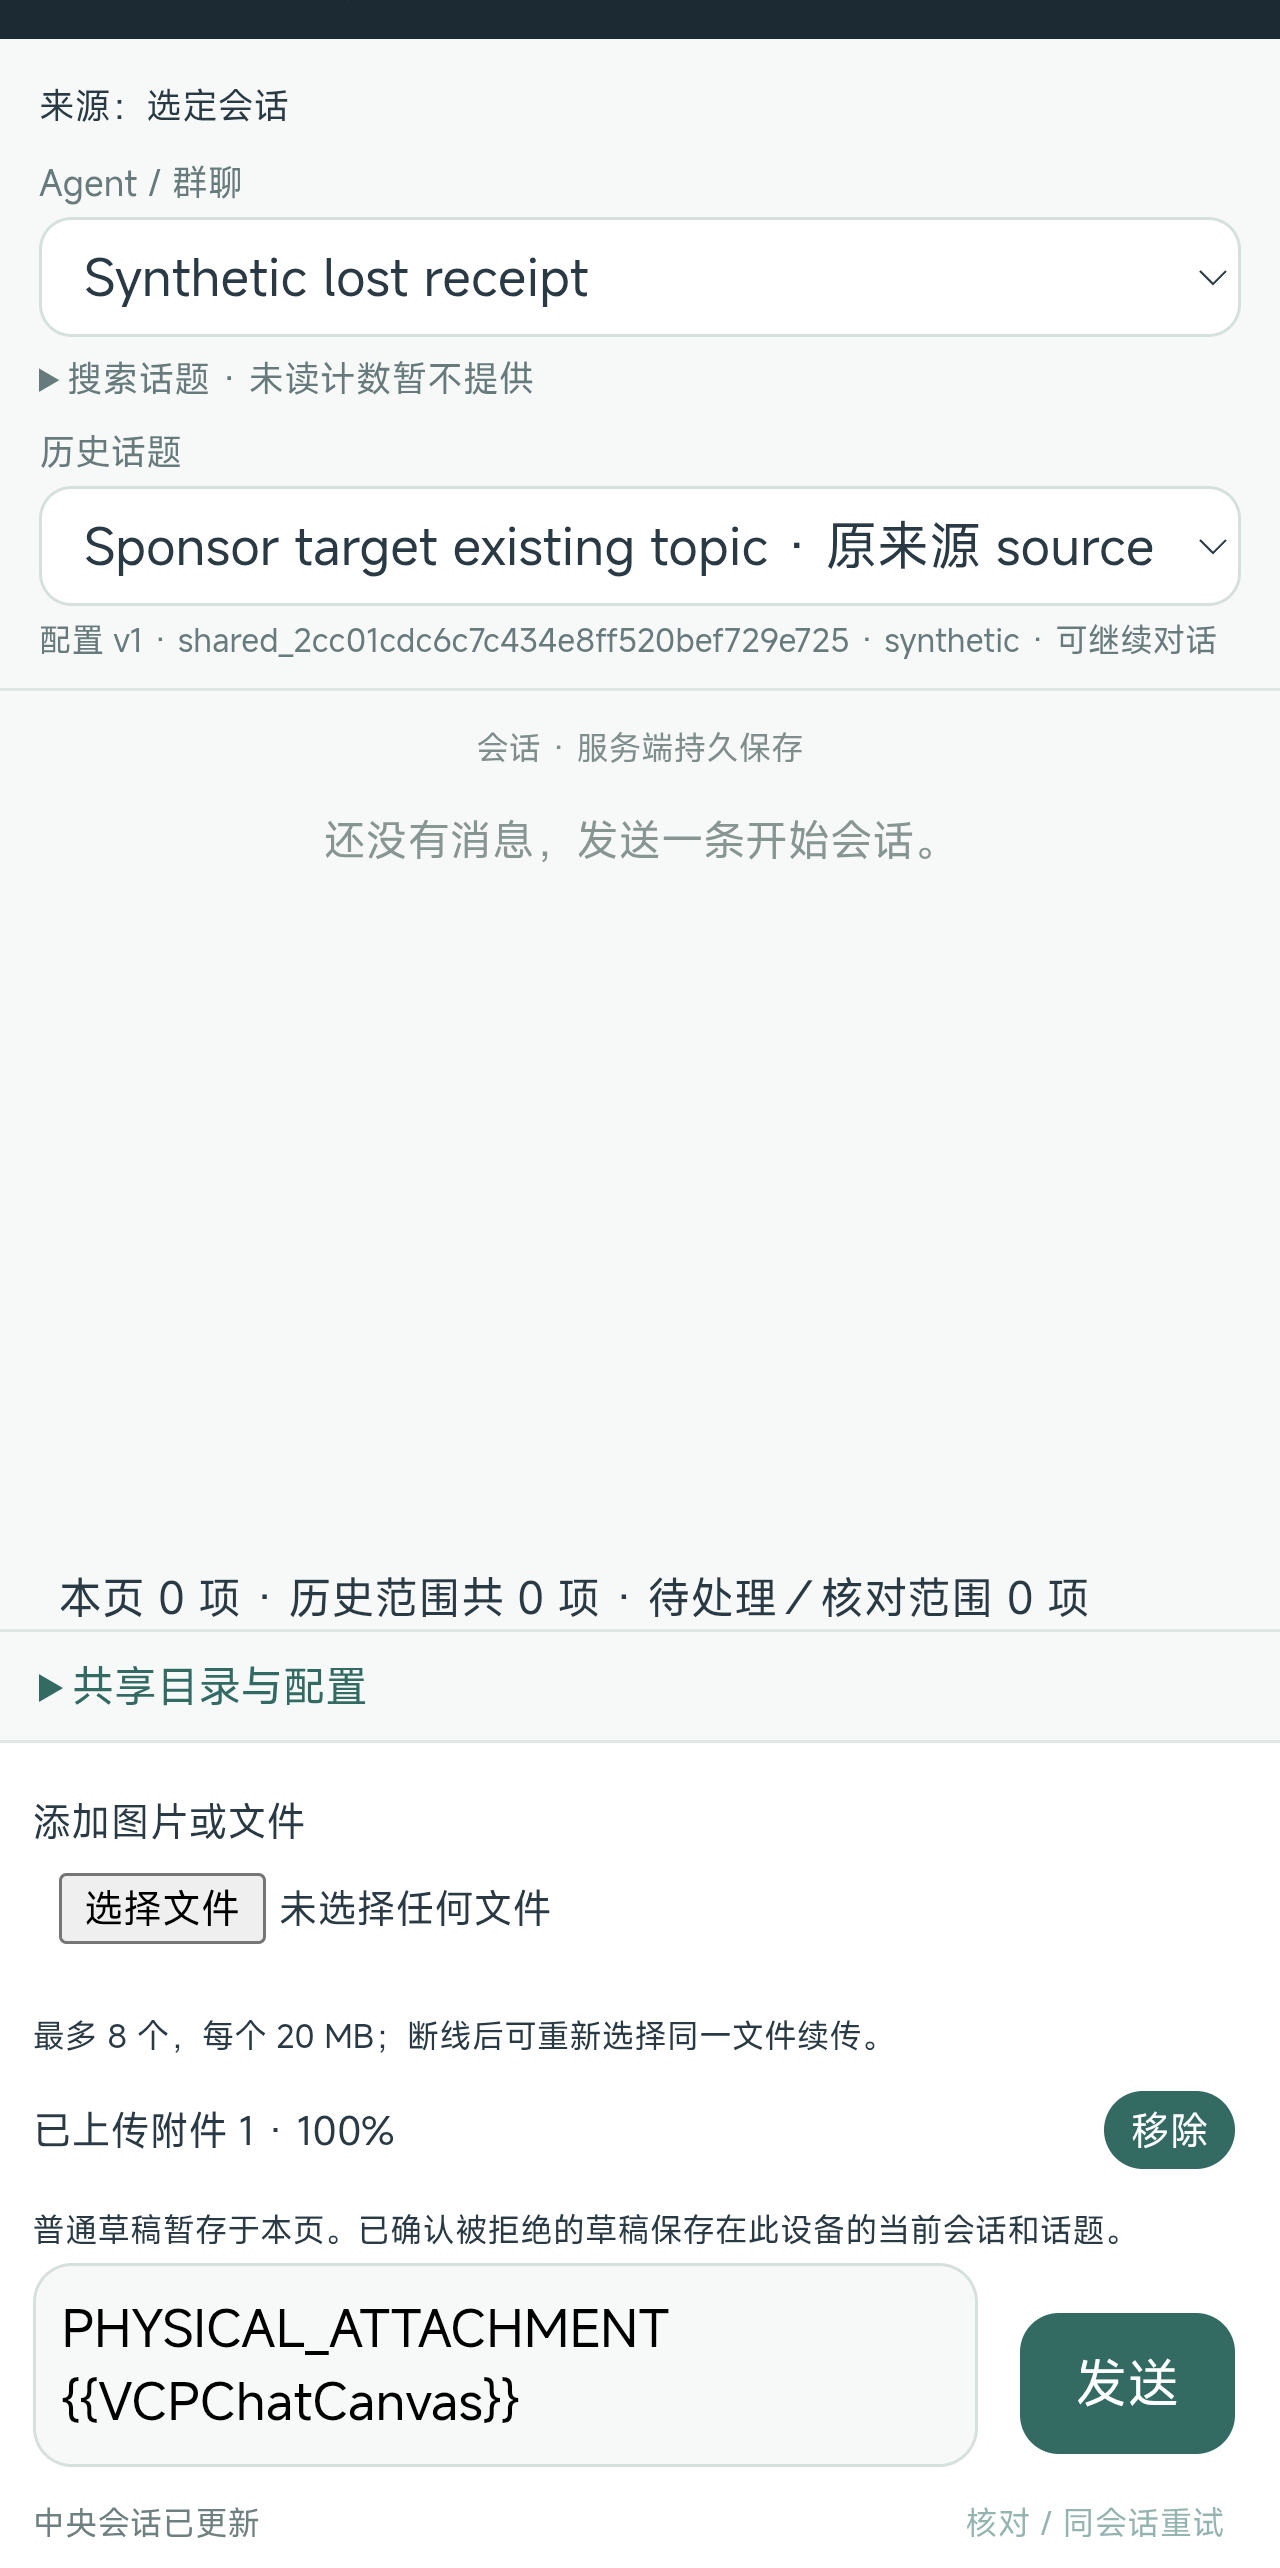 来源：选定会话
Agent / 群聊
Synthetic lost receipt
▶ 搜索话题 · 未读计数暂不提供
历史话题
Sponsor target existing topic · 原来源 source
配置 v1 · shared_2cc01cdc6c7c434e8ff520bef729e725 · synthetic · 可继续对话
会话 · 服务端持久保存
还没有消息，发送一条开始会话。
本页 0 项 · 历史范围共 0 项 · 待处理／核对范围 0 项
▶ 共享目录与配置
添加图片或文件
选择文件 未选择任何文件
最多 8 个，每个 20 MB；断线后可重新选择同一文件续传。
已上传附件 1 · 100% 移除
普通草稿暂存于本页。已确认被拒绝的草稿保存在此设备的当前会话和话题。
PHYSICAL_ATTACHMENT
{{VCPChatCanvas}}
发送
中央会话已更新 核对 / 同会话重试